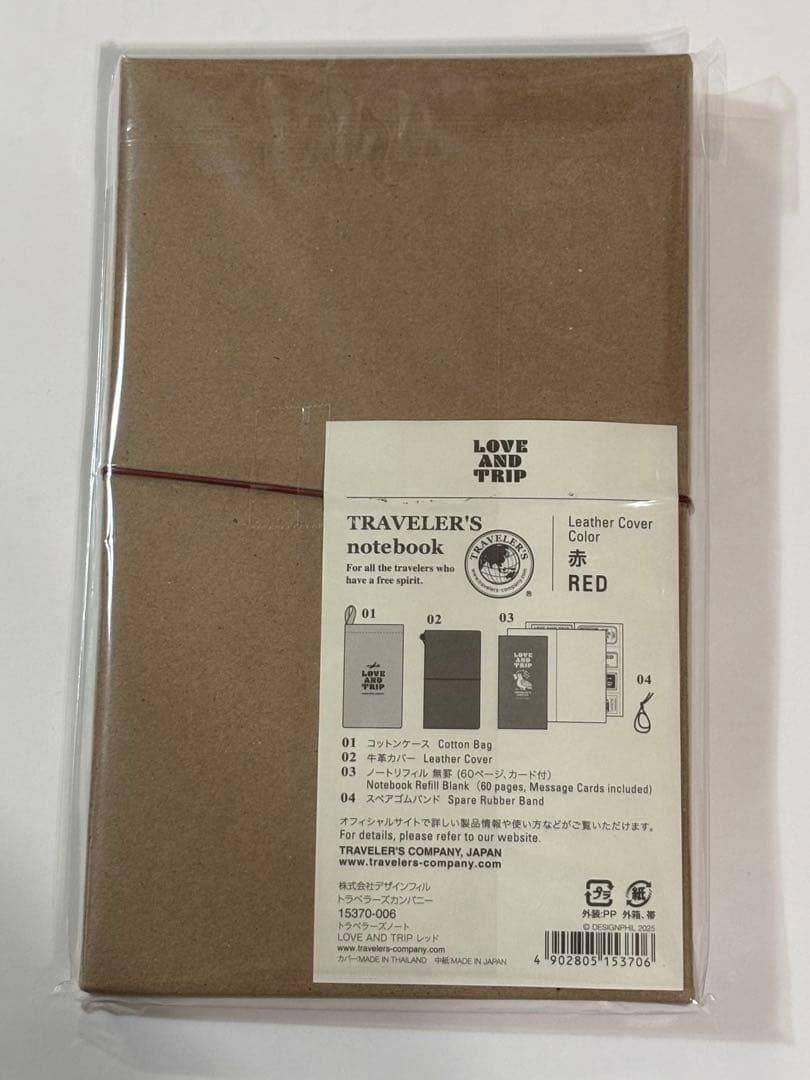 LOVE
AND
TRIP
TRAVELER'S
notebook
For all the travelers who
have a free spirit.
TRAVELER'S
www.travelers-company.com
®
Leather Cover
Color
赤
RED
01
02
03
04
LOVE
AND
TRIP
LOVE
AND
TRIP
01 コットンケース Cotton Bag
02 牛革カバー Leather Cover
03 ノートリフィル 無罫 (60ページ、カード付)
Notebook Refill Blank (60 pages, Message Cards included)
04 スペアゴムバンド Spare Rubber Band
オフィシャルサイトで詳しい製品情報や使い方などがご覧いただけます。
For details, please refer to our website.
TRAVELER'S COMPANY, JAPAN
www.travelers-company.com
株式会社デザインフィル
トラベラーズカンパニー
15370-006
トラベラーズノート
LOVE AND TRIP レッド
www.travelers-company.com
カバー:MADE IN THAILAND 中紙:MADE IN JAPAN
プラ 紙
外装:PP 外箱、帯
© DESIGNPHIL 2025
4 902805 153706